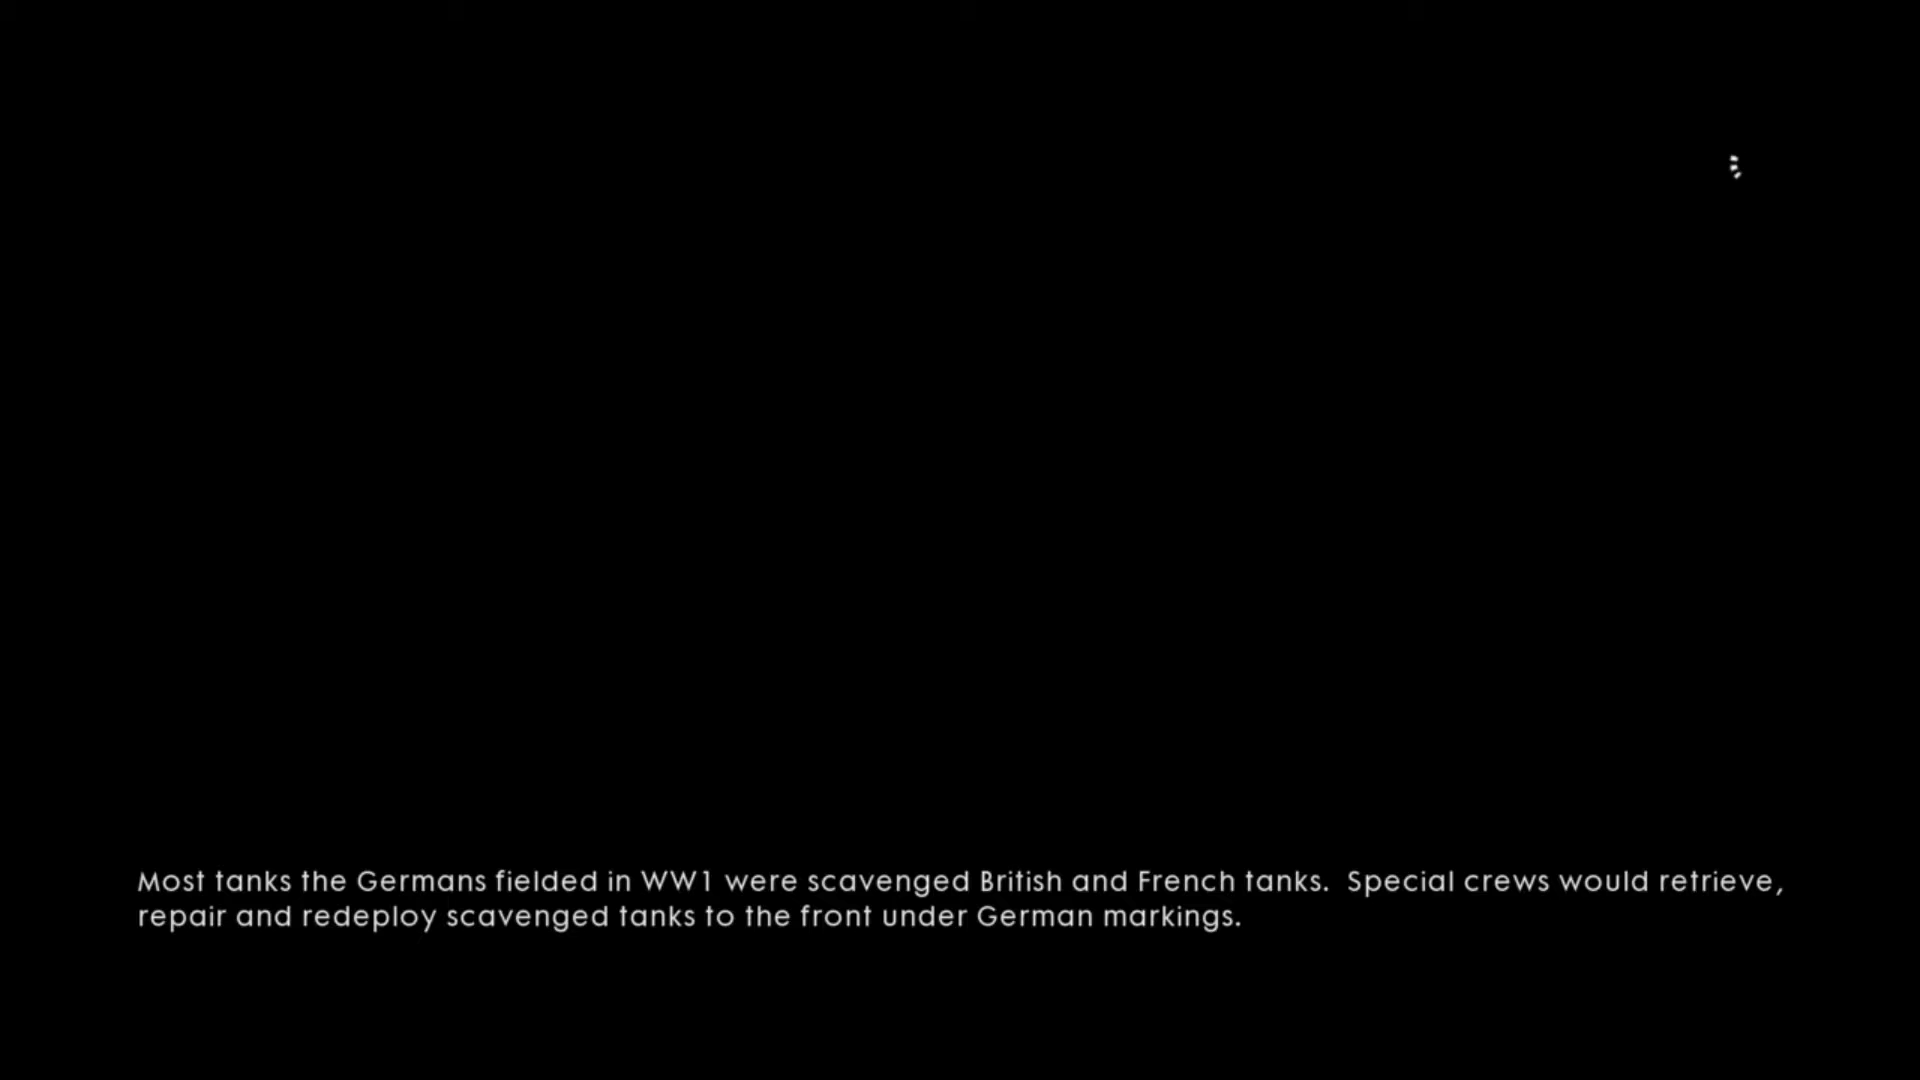 Most tanks the Germans fielded in WW1 were scavenged British and French tanks.  Special crews would retrieve,
repair and redeploy scavenged tanks to the front under German markings.